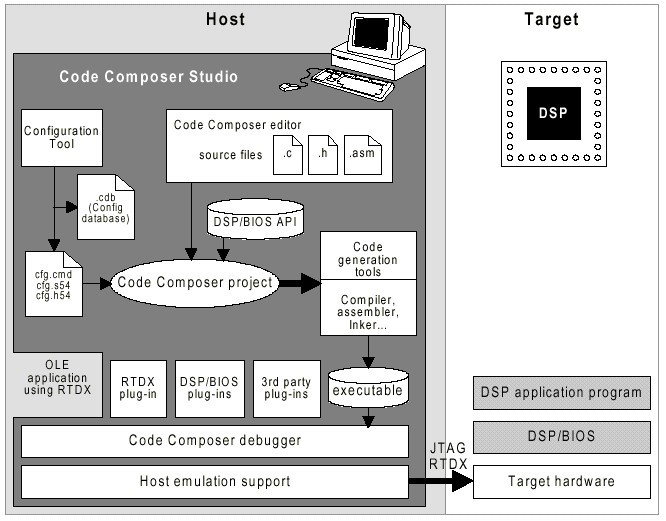 Host
Target
Code Composer Studio
DSP
Configuration
Tool
Code Composer editor
source files
.c
.h
.asm
.cdb
(Config
database)
DSP/BIOS API
cfg.cmd
cfg.s54
cfg.h54
Code Composer project
Code
generation
tools
Compiler,
assembler,
linker...
OLE
application
using RTDX
RTDX
plug-in
DSP/BIOS
plug-ins
3rd party
plug-ins
executable
DSP application program
DSP/BIOS
Code Composer debugger
JTAG
RTDX
Host emulation support
Target hardware